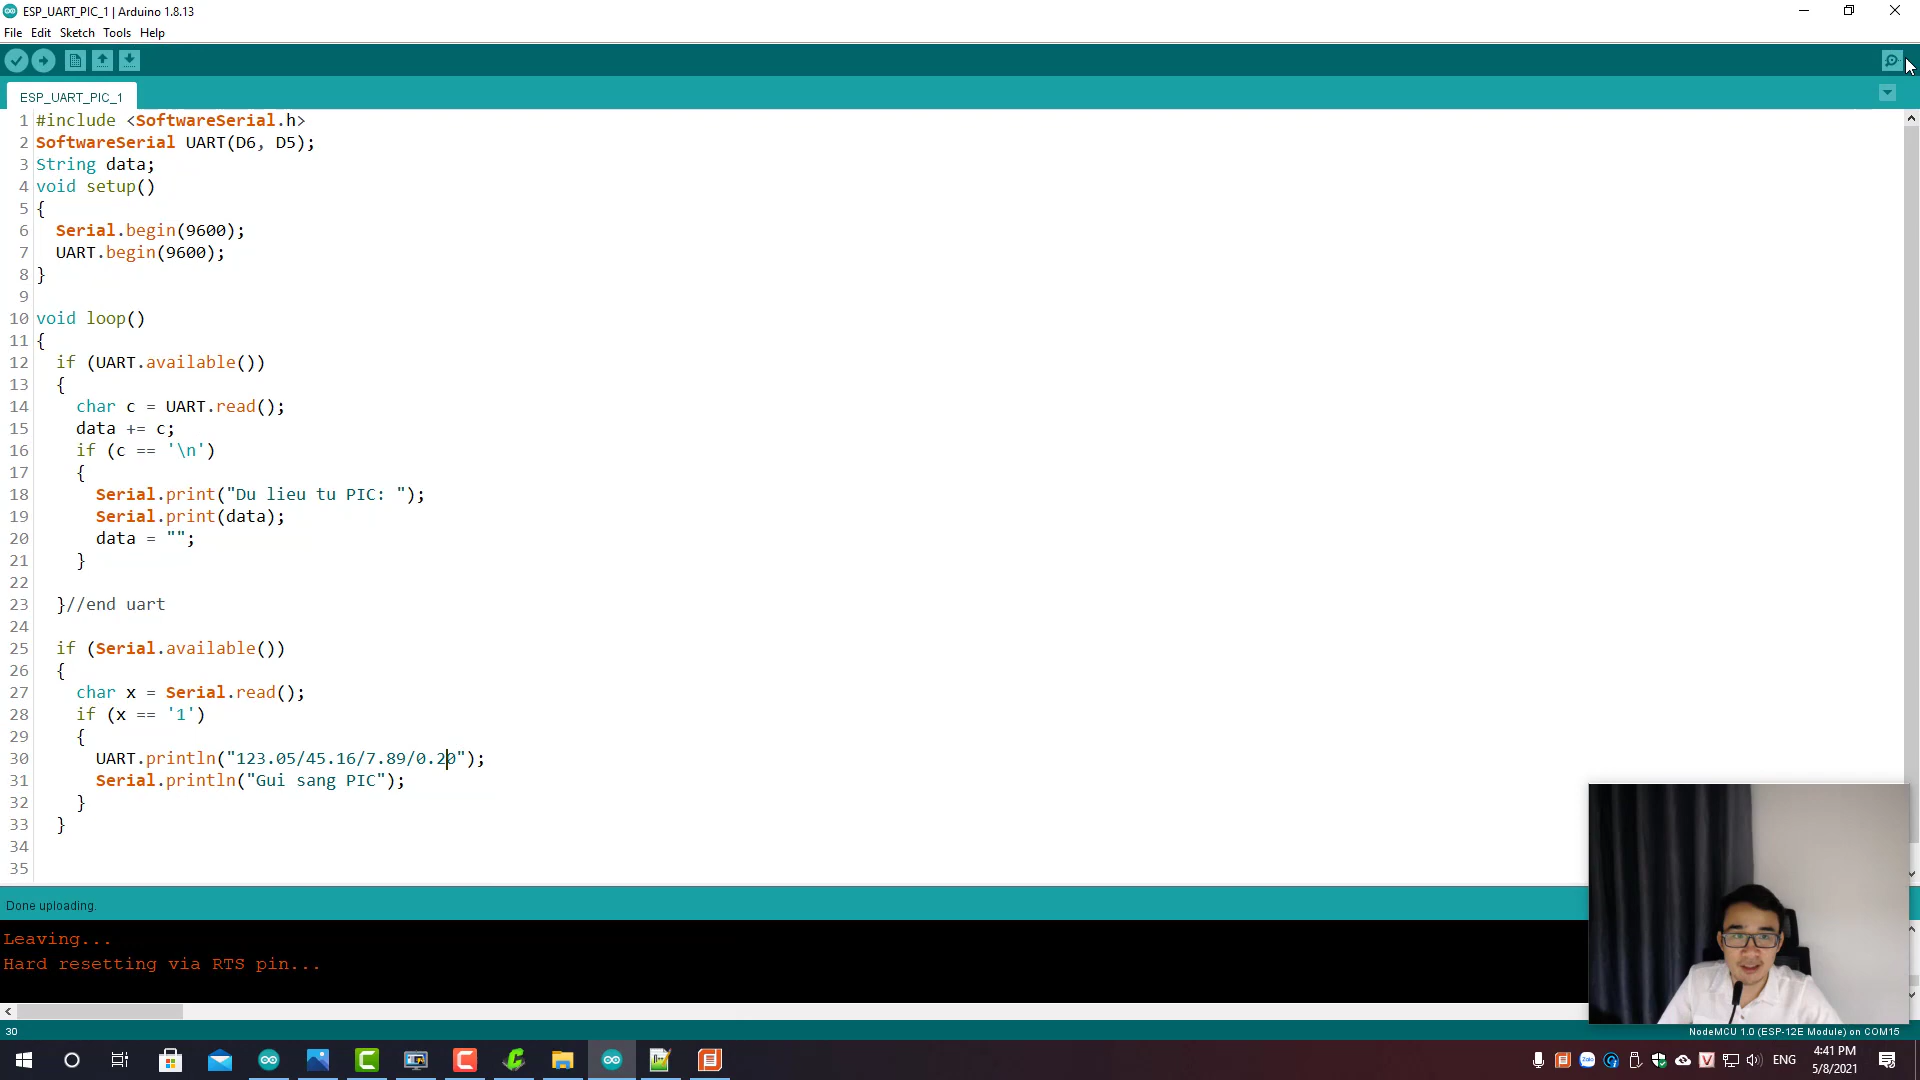 ESP_UART_PIC_1 | Arduino 1.8.13
File Edit Sketch Tools Help
ESP_UART_PIC_1
1 #include <SoftwareSerial.h>
2 SoftwareSerial UART(D6, D5);
3 String data;
4 void setup()
5 {
6 Serial.begin(9600);
7 UART.begin(9600);
8 }
9
10 void loop()
11 {
12 if (UART.available())
13 {
14 char c = UART.read();
15 data += c;
16 if (c == '\n')
17 {
18 Serial.print("Du lieu tu PIC: ");
19 Serial.print(data);
20 data = "";
21 }
22
23 }//end uart
24
25 if (Serial.available())
26 {
27 char x = Serial.read();
28 if (x == '1')
29 {
30 UART.println("123.05/45.16/7.89/0.20");
31 Serial.println("Gui sang PIC");
32 }
33 }
34
35
Done uploading.
Leaving...
Hard resetting via RTS pin...
30
NodeMCU 1.0 (ESP-12E Module) on COM15
ENG
4:41 PM
5/8/2021